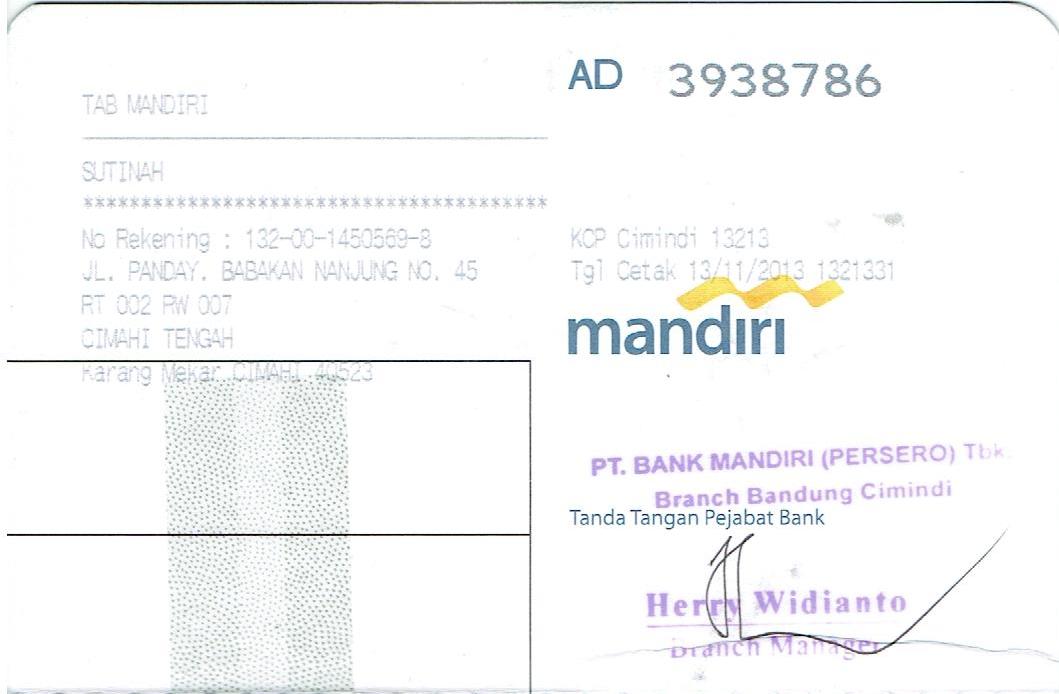 AD 3938786
TAB MANDIRI
SUTINAH
***************************************
No Rekening : 132-00-1450569-8
JL. PANDAY. BABAKAN NANJUNG NO. 45
RT 002 RW 007
CIMAHI TENGAH
Karang Mekar CIMAHI 40523
KCP Cimindi 13213
Tgl Cetak 13/11/2013 1321331
mandırı
PT. BANK MANDIRI (PERSERO) Tbk.
Branch Bandung Cimindi
Tanda Tangan Pejabat Bank
Herry Widianto
Branch Manager